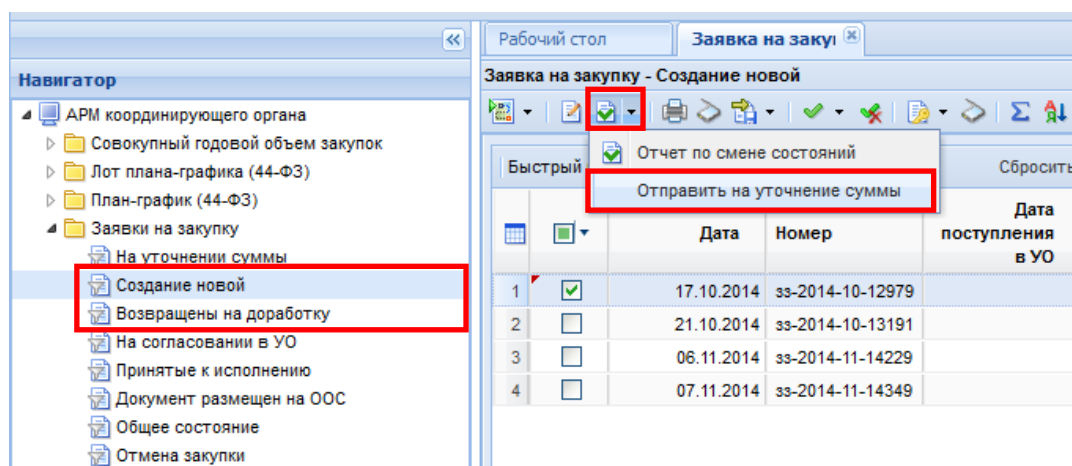 Навигатор
АРМ координирующего органа
Совокупный годовой объем закупок
Лот плана-графика (44-ФЗ)
План-график (44-ФЗ)
Заявки на закупку
На уточнении суммы
Создание новой
Возвращены на доработку
На согласовании в УО
Принятые к исполнению
Документ размещен на ООС
Общее состояние
Отмена закупки
Рабочий стол
Заявка на заку
Заявка на закупку - Создание новой
Быстрый
Сбросить
Отчет по смене состояний
Отправить на уточнение суммы
Дата Номер Дата
поступления
в УО
1 17.10.2014 зз-2014-10-12979
2 21.10.2014 зз-2014-10-13191
3 06.11.2014 зз-2014-11-14229
4 07.11.2014 зз-2014-11-14349